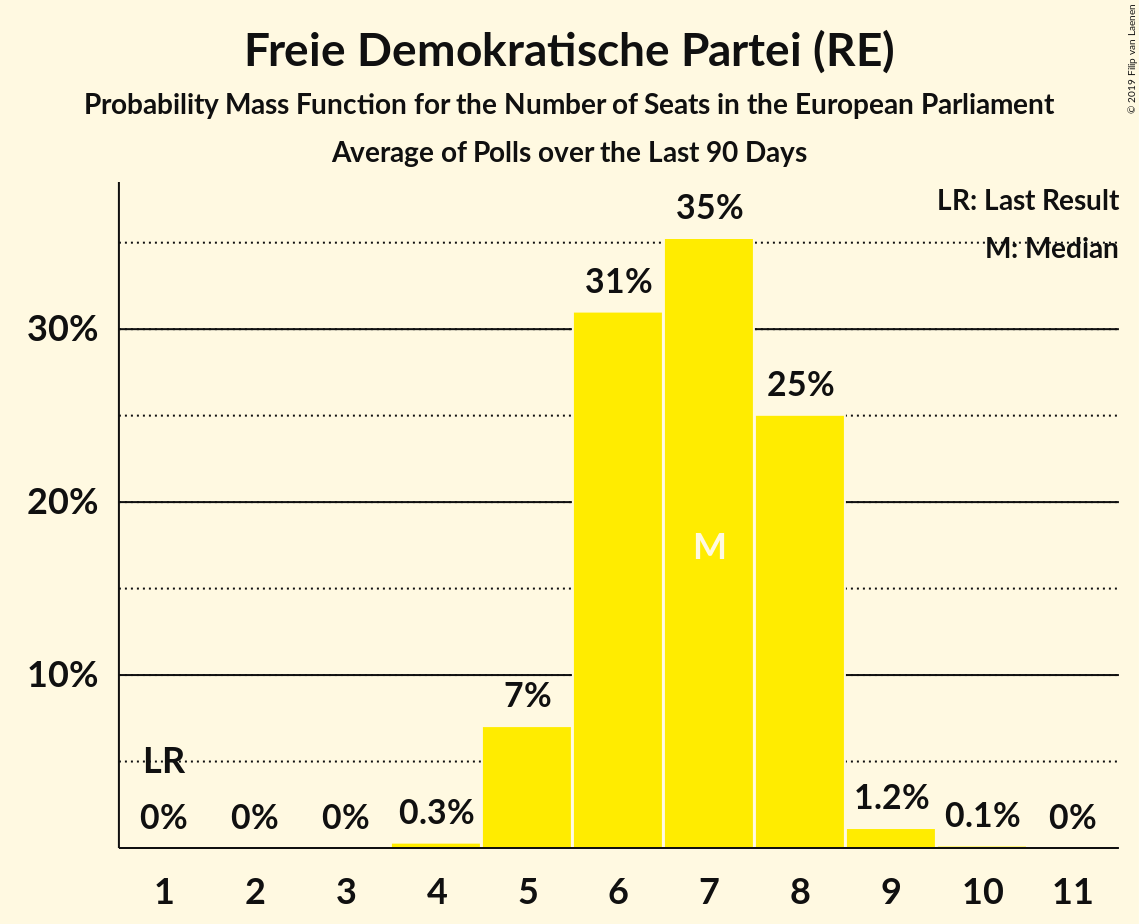 Freie Demokratische Partei (RE)
Probability Mass Function for the Number of Seats in the European Parliament
Average of Polls over the Last 90 Days
© 2019 Filip van Laenen
LR: Last Result
M: Median
35%
31%
30%
25%
20%
M
10%
7%
LR
0%
0%
0%
0.3%
1.2%
0.1%
0%
1 2 3 4 5 6 7 8 9 10 11